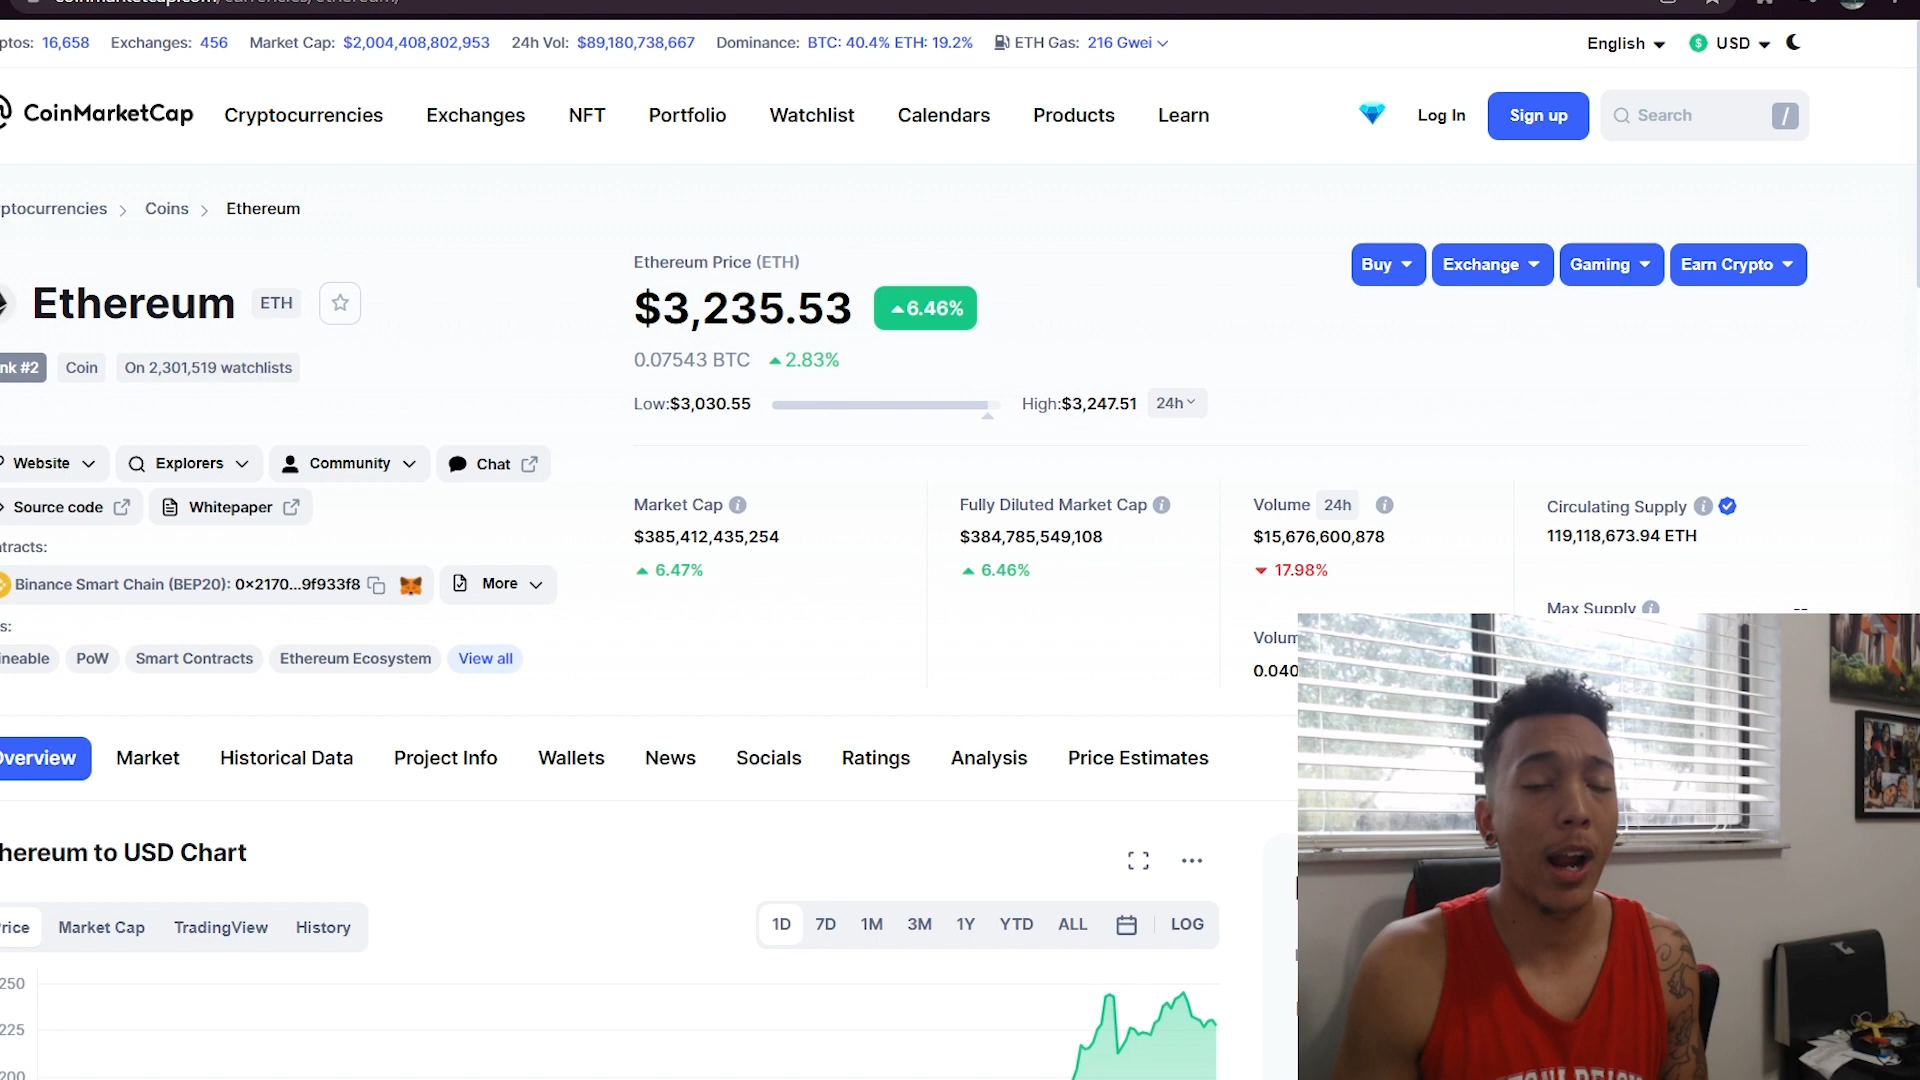 coinmarketcap.com/currencies/ethereum/
ptos: 16,658 Exchanges: 456 Market Cap: $2,004,408,802,953 24h Vol: $89,180,738,667 Dominance: BTC: 40.4% ETH: 19.2% ETH Gas: 216 Gwei English USD
CoinMarketCap Cryptocurrencies Exchanges NFT Portfolio Watchlist Calendars Products Learn Log In Sign up Search /
ptocurrencies Coins Ethereum
Ethereum Price (ETH)
Buy Exchange Gaming Earn Crypto
Ethereum ETH $3,235.53 6.46%
nk #2 Coin On 2,301,519 watchlists
0.07543 BTC 2.83%
Low:$3,030.55 High:$3,247.51 24h
Website Explorers Community Chat
Source code Whitepaper
Market Cap Fully Diluted Market Cap Volume 24h Circulating Supply
$385,412,435,254 $384,785,549,108 $15,676,600,878 119,118,673.94 ETH
6.47% 6.46% 17.98%
tracts:
Binance Smart Chain (BEP20): 0x2170...9f933f8 More
Max Supply --
s:
Volum
0.040
ineable PoW Smart Contracts Ethereum Ecosystem View all
Overview Market Historical Data Project Info Wallets News Socials Ratings Analysis Price Estimates
hereum to USD Chart
rice Market Cap TradingView History
1D 7D 1M 3M 1Y YTD ALL LOG
250
225
200